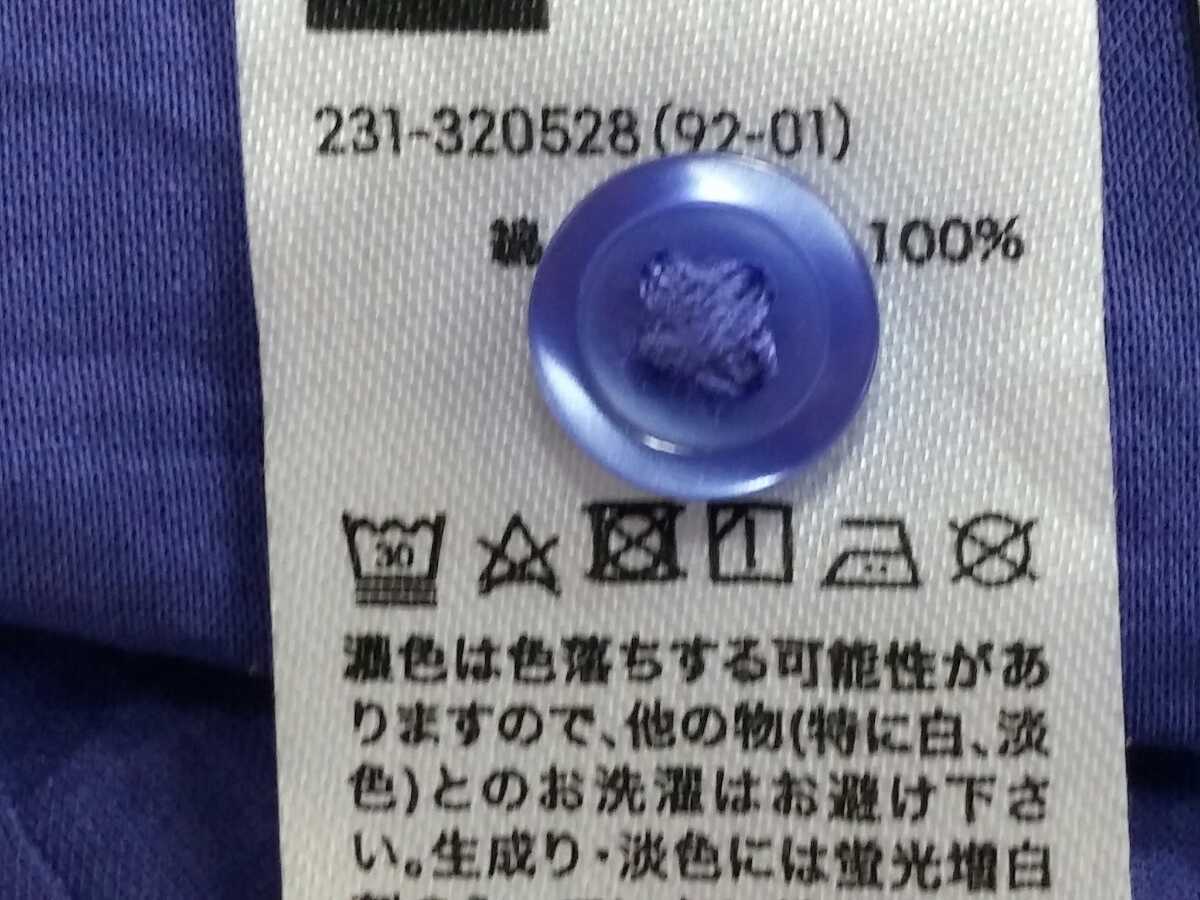 231-320528(92-01)
綿 100%
30
濃色は色落ちする可能性があ
りますので、他の物(特に白、淡
色)とのお洗濯はお避け下さ
い。生成り・淡色には蛍光増白